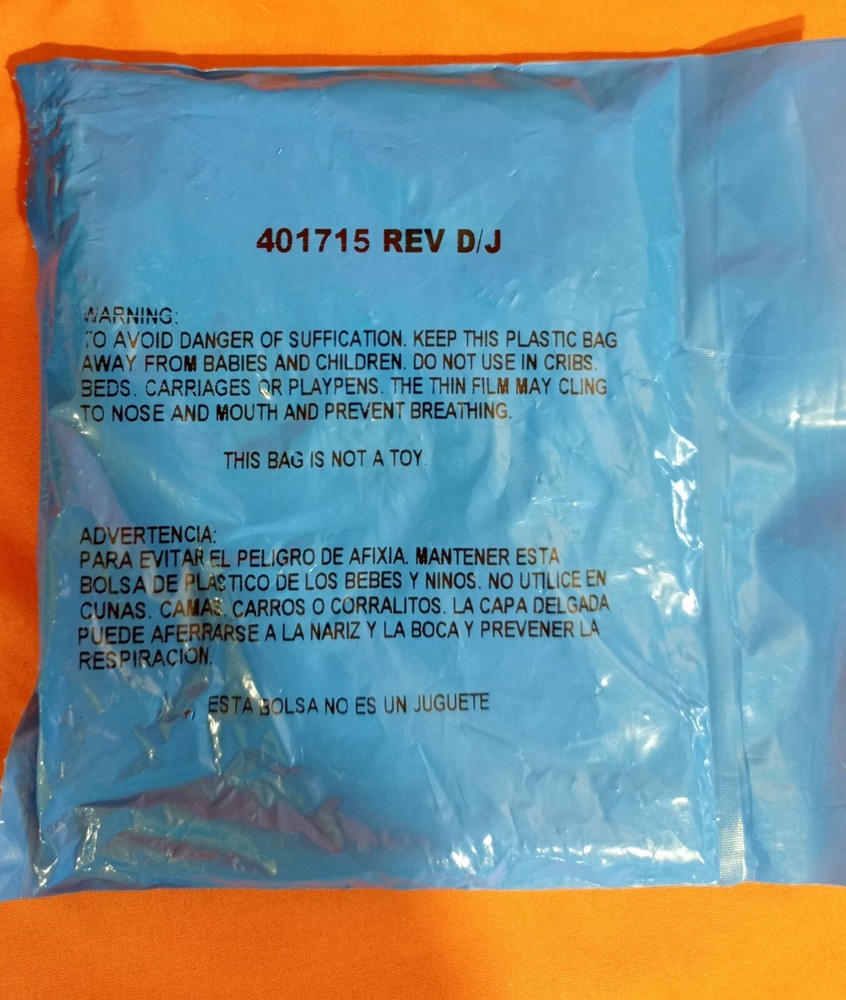 401715 REV D/J
WARNING:
TO AVOID DANGER OF SUFFICATION. KEEP THIS PLASTIC BAG
AWAY FROM BABIES AND CHILDREN. DO NOT USE IN CRIBS.
BEDS. CARRIAGES OR PLAYPENS. THE THIN FILM MAY CLING
TO NOSE AND MOUTH AND PREVENT BREATHING.
THIS BAG IS NOT A TOY.
ADVERTENCIA:
PARA EVITAR EL PELIGRO DE AFIXIA. MANTENER ESTA
BOLSA DE PLASTICO DE LOS BEBES Y NINOS. NO UTILICE EN
CUNAS. CAMAS. CARROS O CORRALITOS. LA CAPA DELGADA
PUEDE AFERRARSE A LA NARIZ Y LA BOCA Y PREVENER LA
RESPIRACION.
ESTA BOLSA NO ES UN JUGUETE